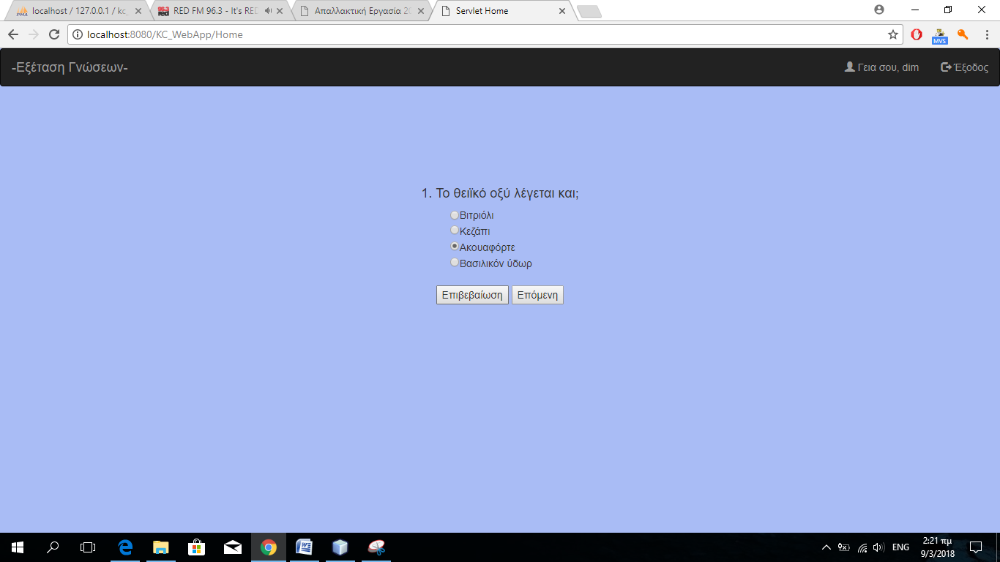 localhost / 127.0.0.1 / kc_
RED FM 96.3 - It's RED
Απαλλακτική Εργασία 20
Servlet Home
localhost:8080/KC_WebApp/Home
MVS
-Εξέταση Γνώσεων-
Γεια σου, dim
Έξοδος
1. Το θειϊκό οξύ λέγεται και;
Βιτριόλι
Κεζάπι
Ακουαφόρτε
Βασιλικόν ύδωρ
Επιβεβαίωση Επόμενη
ENG
2:21 πμ
9/3/2018